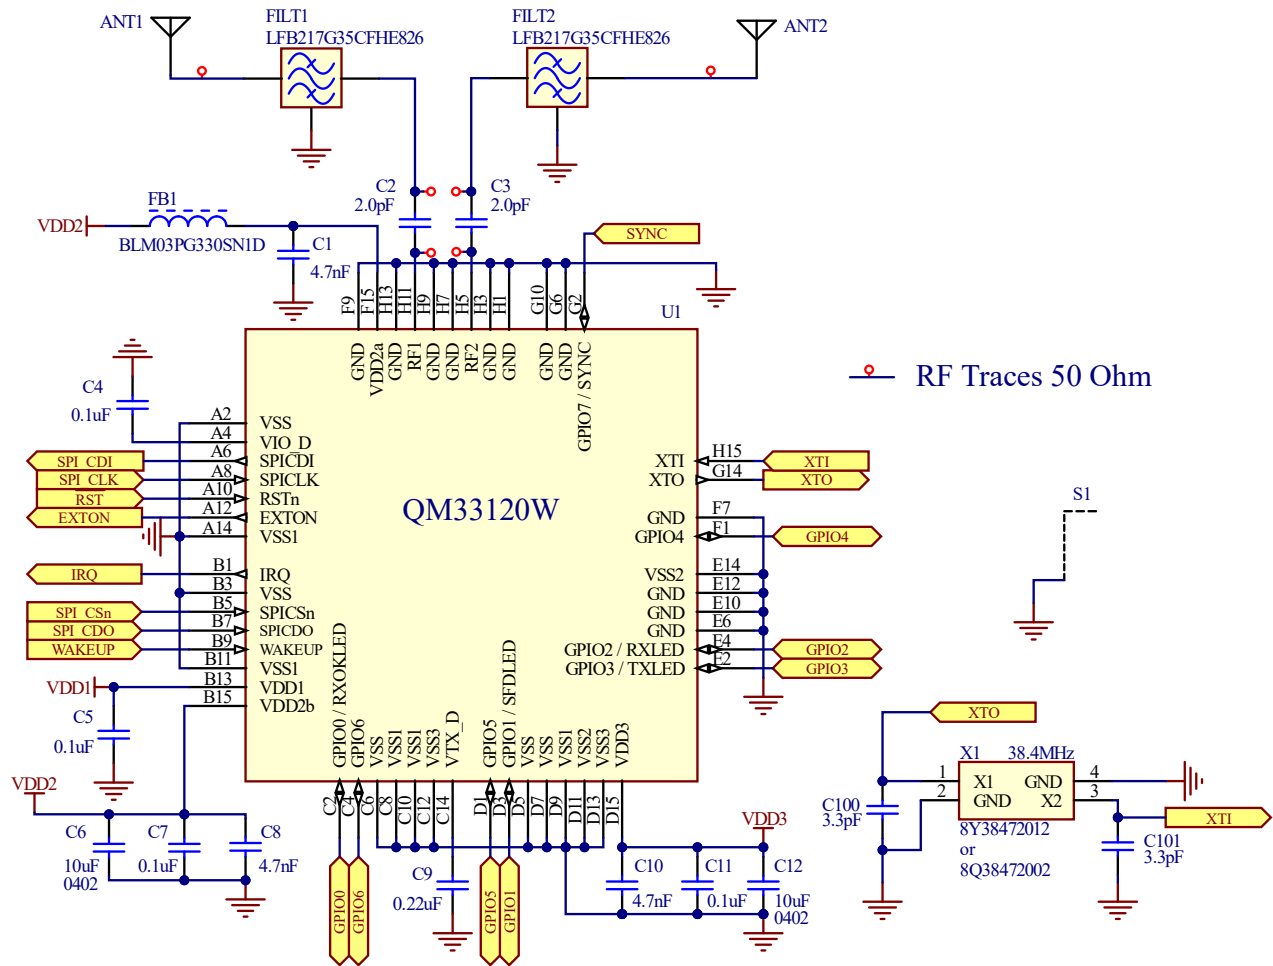 ANT1
FILT1
LFB217G35CFHE826
FILT2
LFB217G35CFHE826
ANT2
C2
2.0pF
C3
2.0pF
FB1
VDD2
BLM03PG330SN1D
C1
4.7nF
SYNC
F9
F15
H13
H11
H9
H7
H5
H3
H1
G10
G6
G2
U1
GND
VDD2a
GND
RF1
GND
GND
RF2
GND
GND
GND
GND
GPIO7 / SYNC
RF Traces 50 Ohm
C4
0.1uF
A2 VSS
A4 VIO_D
SPI_CDI A6 SPICDI
SPI_CLK A8 SPICLK
RST A10 RSTn
EXTON A12 EXTON
A14 VSS1
IRQ B1 IRQ
B3 VSS
SPI_CSn B5 SPICSn
SPI_CDO B7 SPICDO
WAKEUP B9 WAKEUP
B11 VSS1
VDD1 B13 VDD1
B15 VDD2b
QM33120W
XTI H15 XTI
XTO G14 XTO
GND F7
GPIO4 F1 GPIO4
VSS2 E14
GND E12
GND E10
GND E6
GPIO2 / RXLED E4 GPIO2
GPIO3 / TXLED E2 GPIO3
S1
C5
0.1uF
GPIO0 / RXOKLED
GPIO6
VSS
VSS1
VSS1
VSS3
VTX_D
GPIO5
GPIO1 / SFDLED
VSS
VSS
VSS1
VSS2
VSS3
VDD3
C2
C4
C6
C8
C10
C12
C14
D1
D3
D5
D7
D9
D11
D13
D15
VDD2
C6
10uF
0402
C7
0.1uF
C8
4.7nF
GPIO0
GPIO6
C9
0.22uF
GPIO5
GPIO1
VDD3
C10
4.7nF
C11
0.1uF
C12
10uF
0402
XTO
X1 38.4MHz
1 X1 GND 4
2 GND X2 3
C100
3.3pF
8Y38472012
or
8Q38472002
XTI
C101
3.3pF